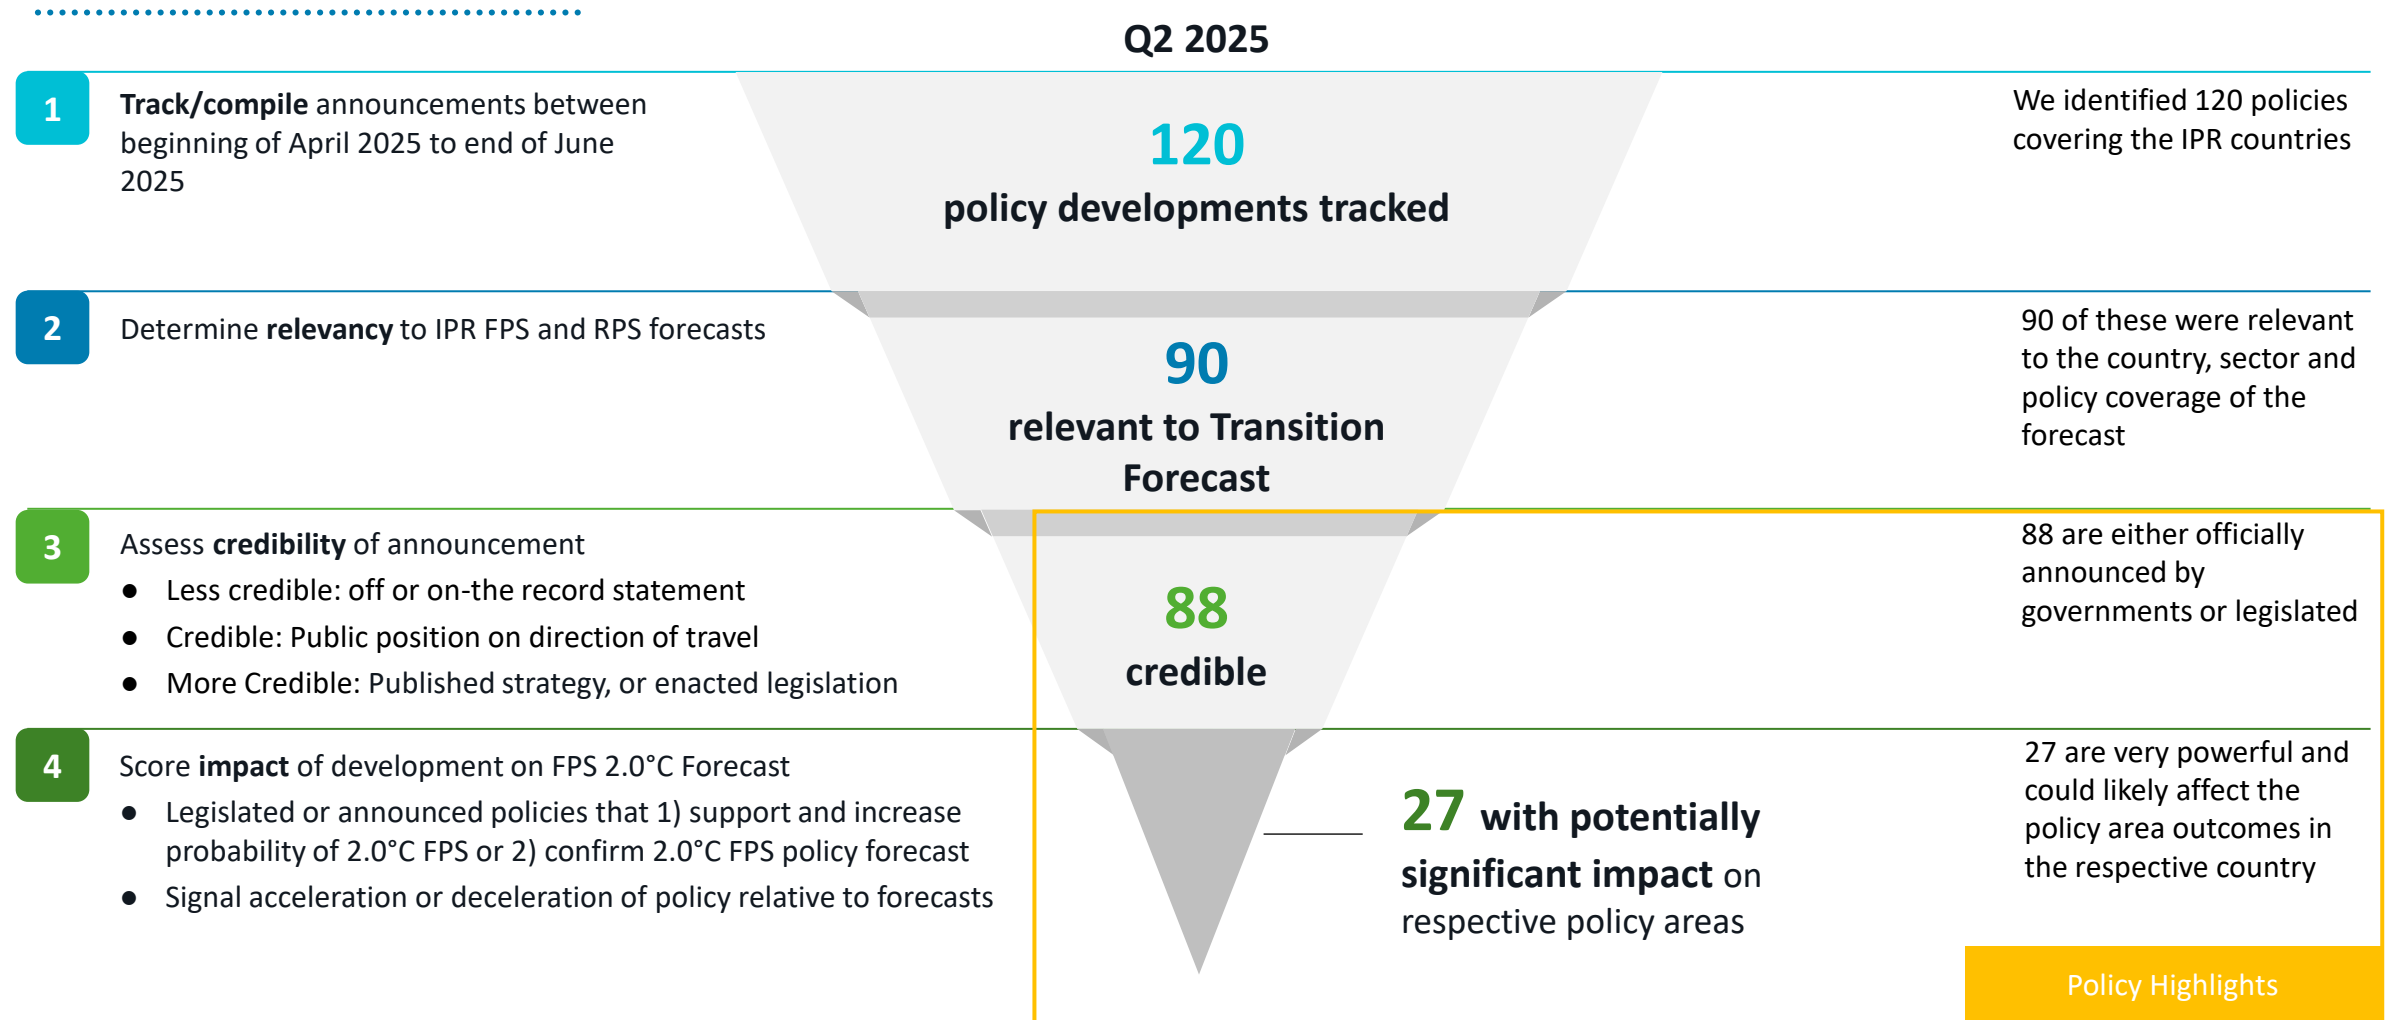 Q2 2025
1
Track/compile announcements between
beginning of April 2025 to end of June
2025
120
policy developments tracked
We identified 120 policies
covering the IPR countries
2
Determine relevancy to IPR FPS and RPS forecasts
90
relevant to Transition
Forecast
90 of these were relevant
to the country, sector and
policy coverage of the
forecast
3
Assess credibility of announcement
● Less credible: off or on-the record statement
● Credible: Public position on direction of travel
● More Credible: Published strategy, or enacted legislation
88
credible
88 are either officially
announced by
governments or legislated
4
Score impact of development on FPS 2.0°C Forecast
● Legislated or announced policies that 1) support and increase
probability of 2.0°C FPS or 2) confirm 2.0°C FPS policy forecast
● Signal acceleration or deceleration of policy relative to forecasts
27 with potentially
significant impact on
respective policy areas
27 are very powerful and
could likely affect the
policy area outcomes in
the respective country
Policy Highlights